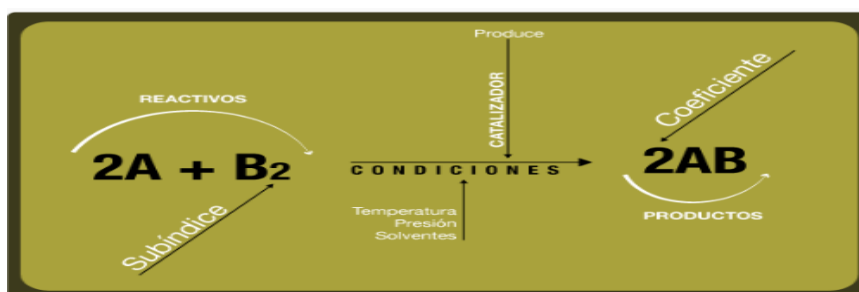 Produce
CATALIZADOR
Coeficiente
REACTIVOS
2A + B2
CONDICIONES
2AB
Subíndice
Temperatura
Presión
Solventes
PRODUCTOS